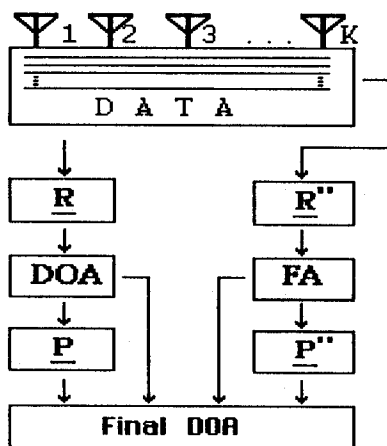 1 2 3 . . . K
D A T A
R R"
DOA FA
P P"
Final DOA